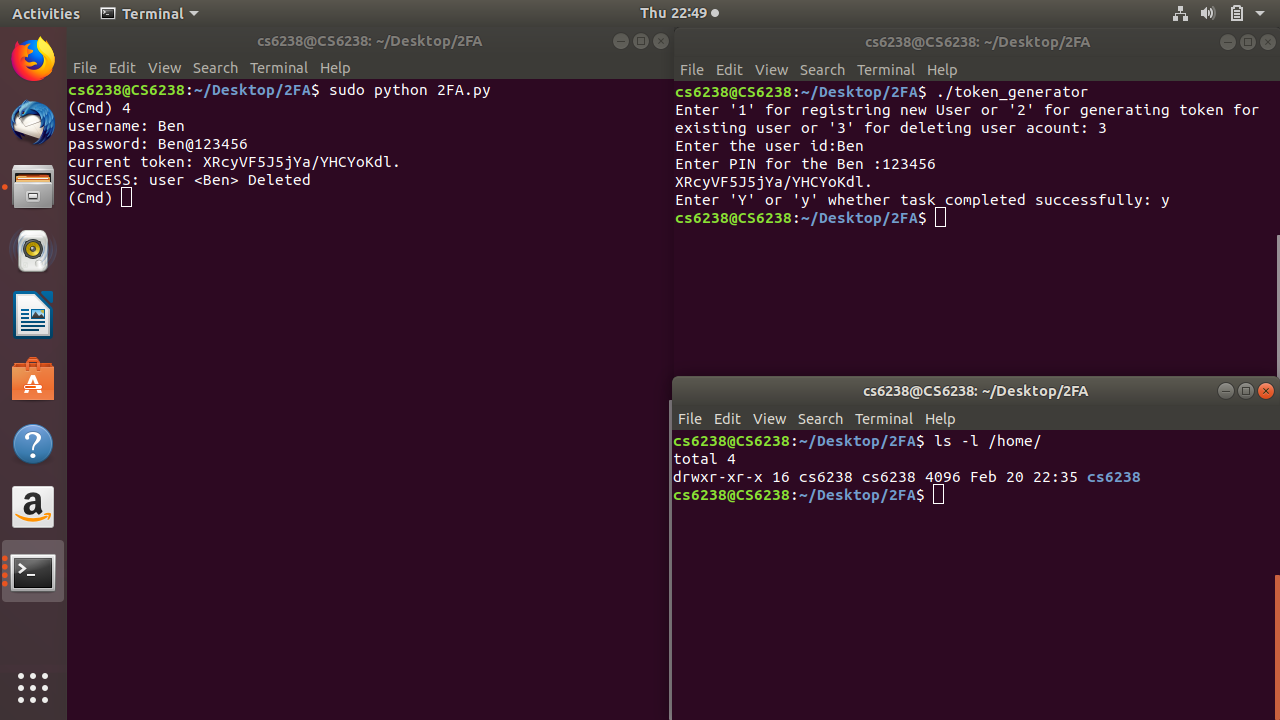 Activities Terminal Thu 22:49
cs6238@CS6238: ~/Desktop/2FA
File Edit View Search Terminal Help
cs6238@CS6238:~/Desktop/2FA$ sudo python 2FA.py
(Cmd) 4
username: Ben
password: Ben@123456
current token: XRcyVF5J5jYa/YHCYoKdl.
SUCCESS: user <Ben> Deleted
(Cmd)
cs6238@CS6238: ~/Desktop/2FA
File Edit View Search Terminal Help
cs6238@CS6238:~/Desktop/2FA$ ./token_generator
Enter '1' for registring new User or '2' for generating token for
existing user or '3' for deleting user acount: 3
Enter the user id:Ben
Enter PIN for the Ben :123456
XRcyVF5J5jYa/YHCYoKdl.
Enter 'Y' or 'y' whether task completed successfully: y
cs6238@CS6238:~/Desktop/2FA$
cs6238@CS6238: ~/Desktop/2FA
File Edit View Search Terminal Help
cs6238@CS6238:~/Desktop/2FA$ ls -l /home/
total 4
drwxr-xr-x 16 cs6238 cs6238 4096 Feb 20 22:35 cs6238
cs6238@CS6238:~/Desktop/2FA$